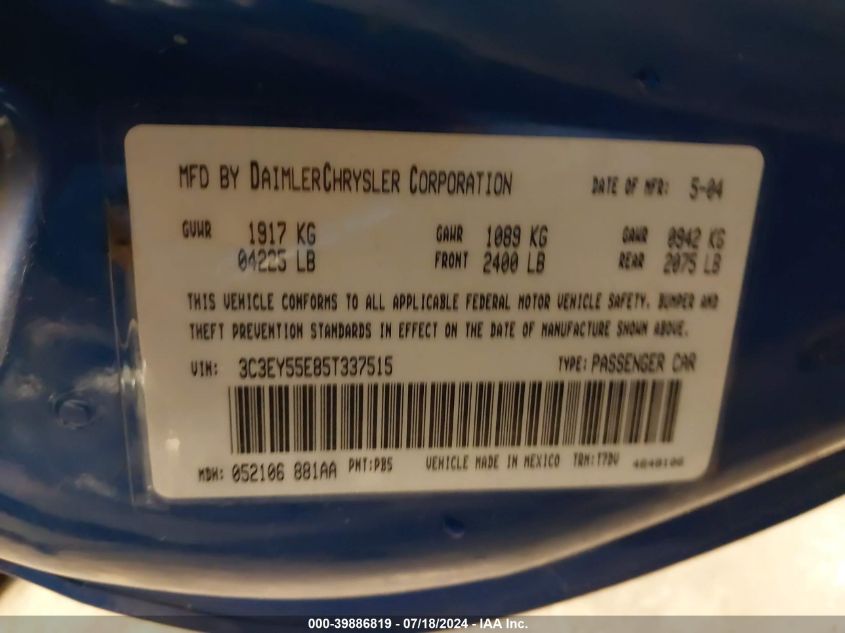 MFD BY DAIMLERCHRYSLER CORPORATION DATE OF MFR: 5-04
GVWR 1917 KG GAWR 1089 KG GAWR 0942 KG
04225 LB FRONT 2400 LB REAR 2075 LB
THIS VEHICLE CONFORMS TO ALL APPLICABLE FEDERAL MOTOR VEHICLE SAFETY, BUMPER AND
THEFT PREVENTION STANDARDS IN EFFECT ON THE DATE OF MANUFACTURE SHOWN ABOVE.
VIN: 3C3EY55E85T337515 TYPE: PASSENGER CAR
MDH: 052106 881AA PNT:PB5 VEHICLE MADE IN MEXICO TRM:T7DV
000-39886819 - 07/18/2024 - IAA Inc.